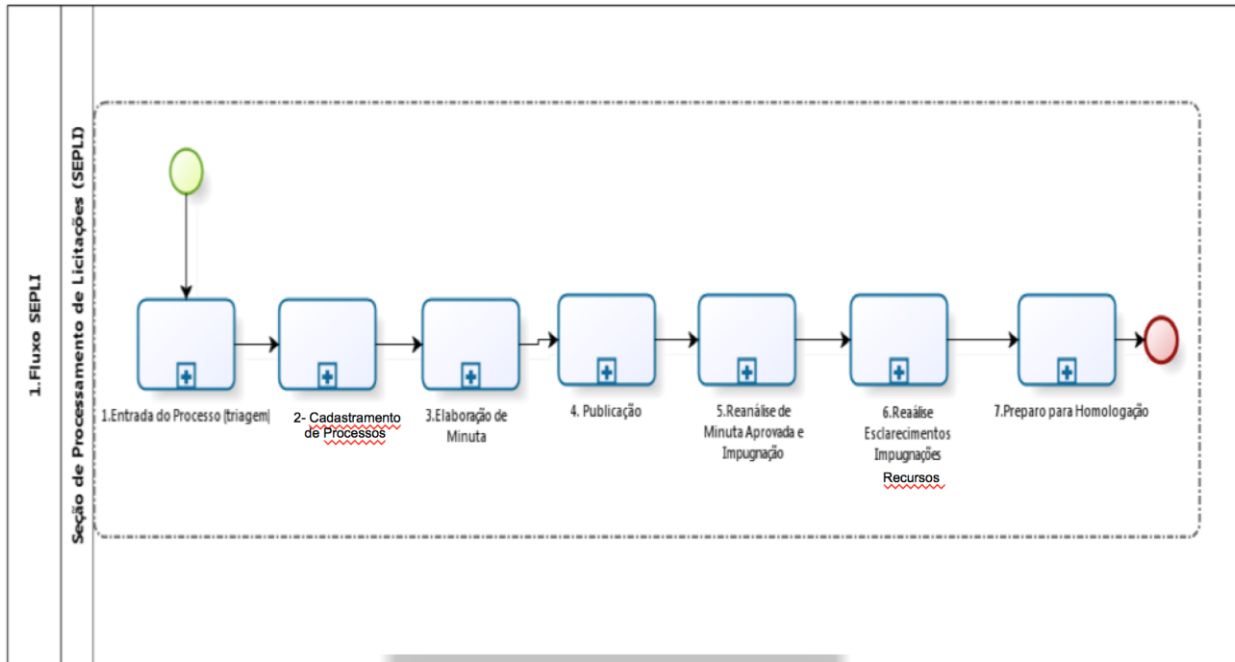 1.Fluxo SEPLI
Seção de Processamento de Licitações (SEPLI)
1.Entrada do Processo (triagem)
2- Cadastramento
de Processos
3.Elaboração de
Minuta
4. Publicação
5.Reanálise de
Minuta Aprovada e
Impugnação
6.Reálise
Esclarecimentos
Impugnações
Recursos
7.Preparo para Homologação